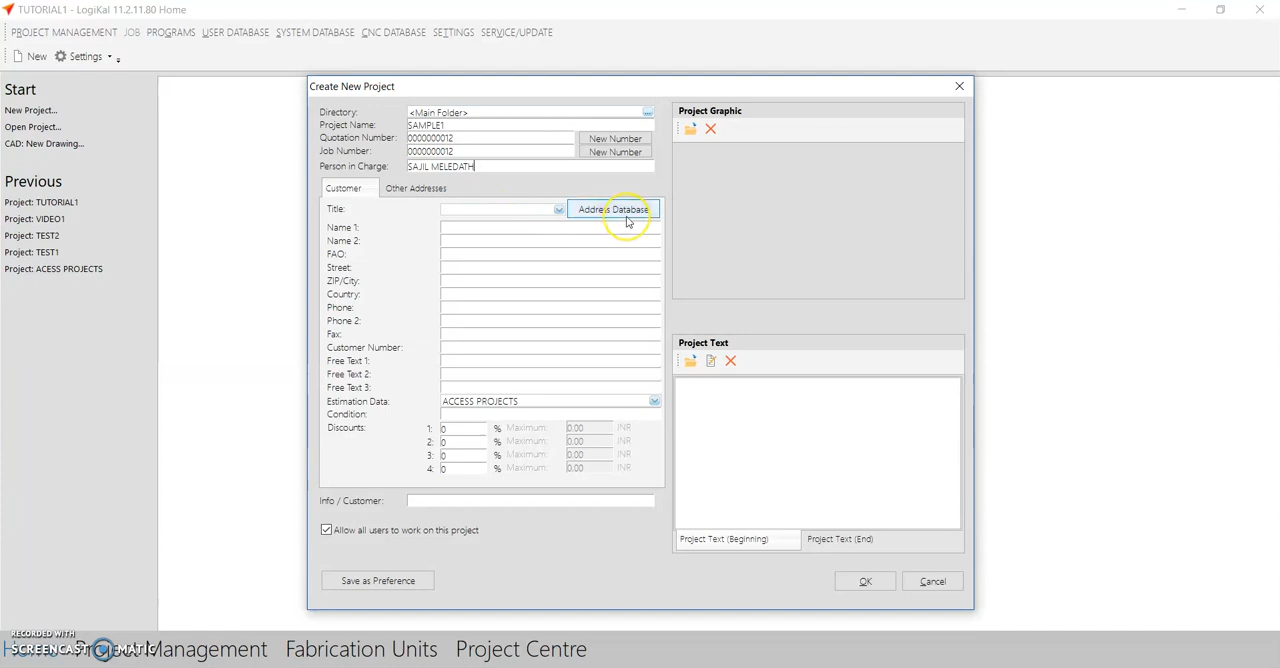 TUTORIAL1 - LogiKal 11.2.11.80 Home
PROJECT MANAGEMENT JOB PROGRAMS USER DATABASE SYSTEM DATABASE CNC DATABASE SETTINGS SERVICE/UPDATE
New Settings
Start
New Project...
Open Project...
CAD: New Drawing...
Previous
Project: TUTORIAL1
Project: VIDEO1
Project: TEST2
Project: TEST1
Project: ACESS PROJECTS
Create New Project
Directory: <Main Folder>
Project Name: SAMPLE1
Quotation Number: 0000000012 New Number
Job Number: 0000000012 New Number
Person in Charge: SAJIL MELEDATH
Customer Other Addresses
Title: Address Database
Name 1:
Name 2:
FAO:
Street:
ZIP/City:
Country:
Phone:
Phone 2:
Fax:
Customer Number:
Free Text 1:
Free Text 2:
Free Text 3:
Estimation Data: ACCESS PROJECTS
Condition:
Discounts: 1: 0 % Maximum: 0.00 INR
2: 0 % Maximum: 0.00 INR
3: 0 % Maximum: 0.00 INR
4: 0 % Maximum: 0.00 INR
Info / Customer:
Allow all users to work on this project
Save as Preference
Project Graphic
Project Text
Project Text (Beginning) Project Text (End)
OK Cancel
RECORDED WITH
SCREENCAST MATIC
Home Project Management Fabrication Units Project Centre